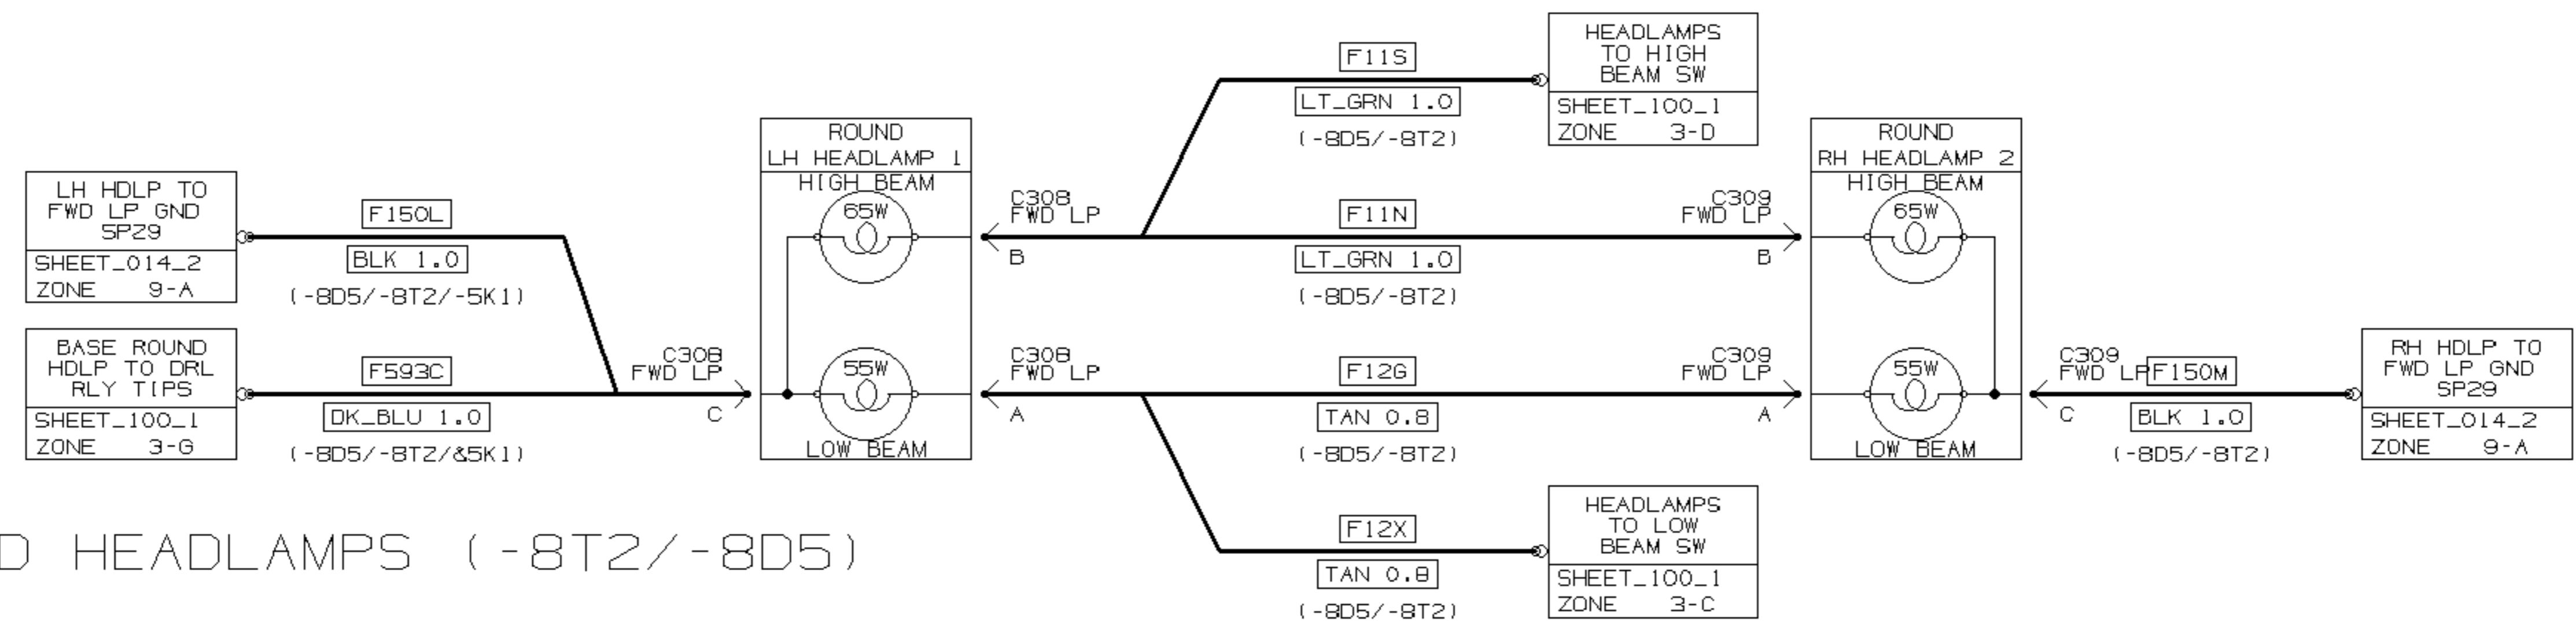 LH HDLP TO
FWD LP GND
SP29
SHEET_014_2
ZONE 9-A
F150L
BLK 1.0
(-8D5/-8T2/-5K1)
BASE ROUND
HDLP TO DRL
RLY TIPS
SHEET_100_1
ZONE 3-G
F593C
DK_BLU 1.0
(-8D5/-8T2/&5K1)
C308
FWD LP
C
ROUND
LH HEADLAMP 1
HIGH BEAM
65W
55W
LOW BEAM
C308
FWD LP
B
C308
FWD LP
A
F11S
LT_GRN 1.0
(-8D5/-8T2)
HEADLAMPS
TO HIGH
BEAM SW
SHEET_100_1
ZONE 3-D
F11N
LT_GRN 1.0
(-8D5/-8T2)
F12G
TAN 0.8
(-8D5/-8T2)
F12X
TAN 0.8
(-8D5/-8T2)
HEADLAMPS
TO LOW
BEAM SW
SHEET_100_1
ZONE 3-C
C309
FWD LP
B
C309
FWD LP
A
ROUND
RH HEADLAMP 2
HIGH BEAM
65W
55W
LOW BEAM
C309
FWD LP
C
F150M
BLK 1.0
(-8D5/-8T2)
RH HDLP TO
FWD LP GND
SP29
SHEET_014_2
ZONE 9-A
D HEADLAMPS (-8T2/-8D5)